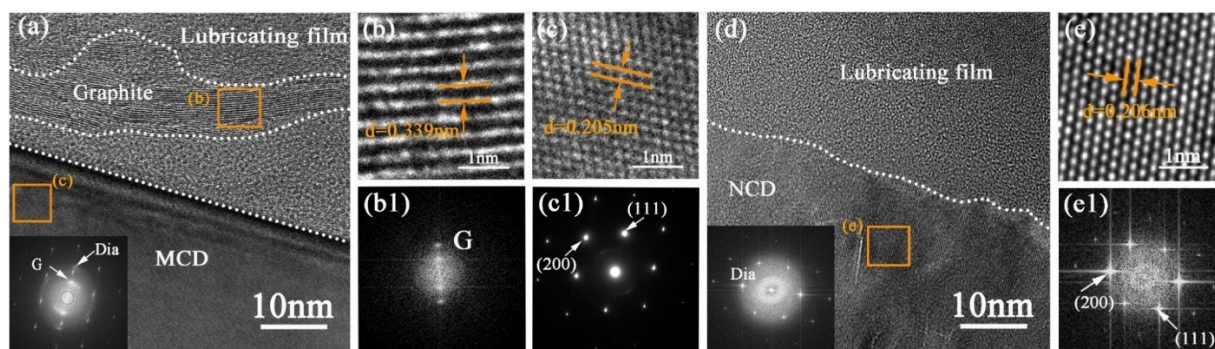 (a)
Lubricating film
Graphite
(b)
(c)
Dia
G
MCD
10nm
(b)
d=0.339nm
1nm
(b1)
G
(c)
d=0.205nm
1nm
(c1)
(111)
(200)
(d)
Lubricating film
NCD
(e)
Dia
10nm
(e)
d=0.206nm
1nm
(e1)
(200)
(111)